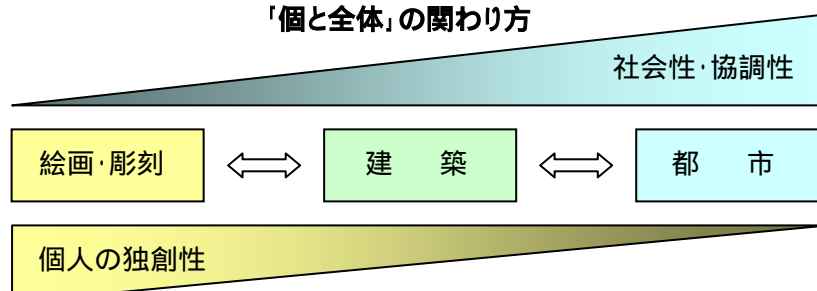 「個と全体」の関わり方
社会性・協調性
絵画・彫刻
建　築
都　市
個人の独創性